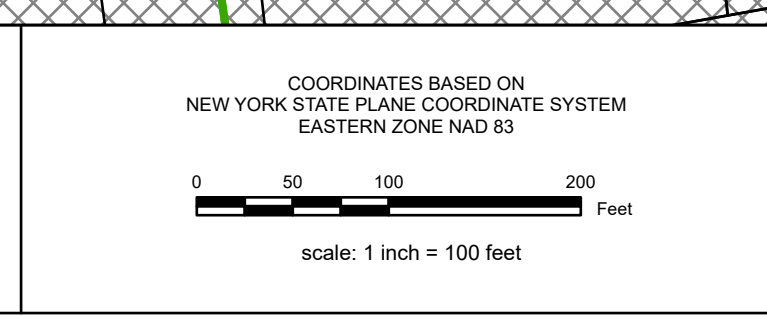 COORDINATES BASED ON
NEW YORK STATE PLANE COORDINATE SYSTEM
EASTERN ZONE NAD 83
0 50 100 200
Feet
scale: 1 inch = 100 feet